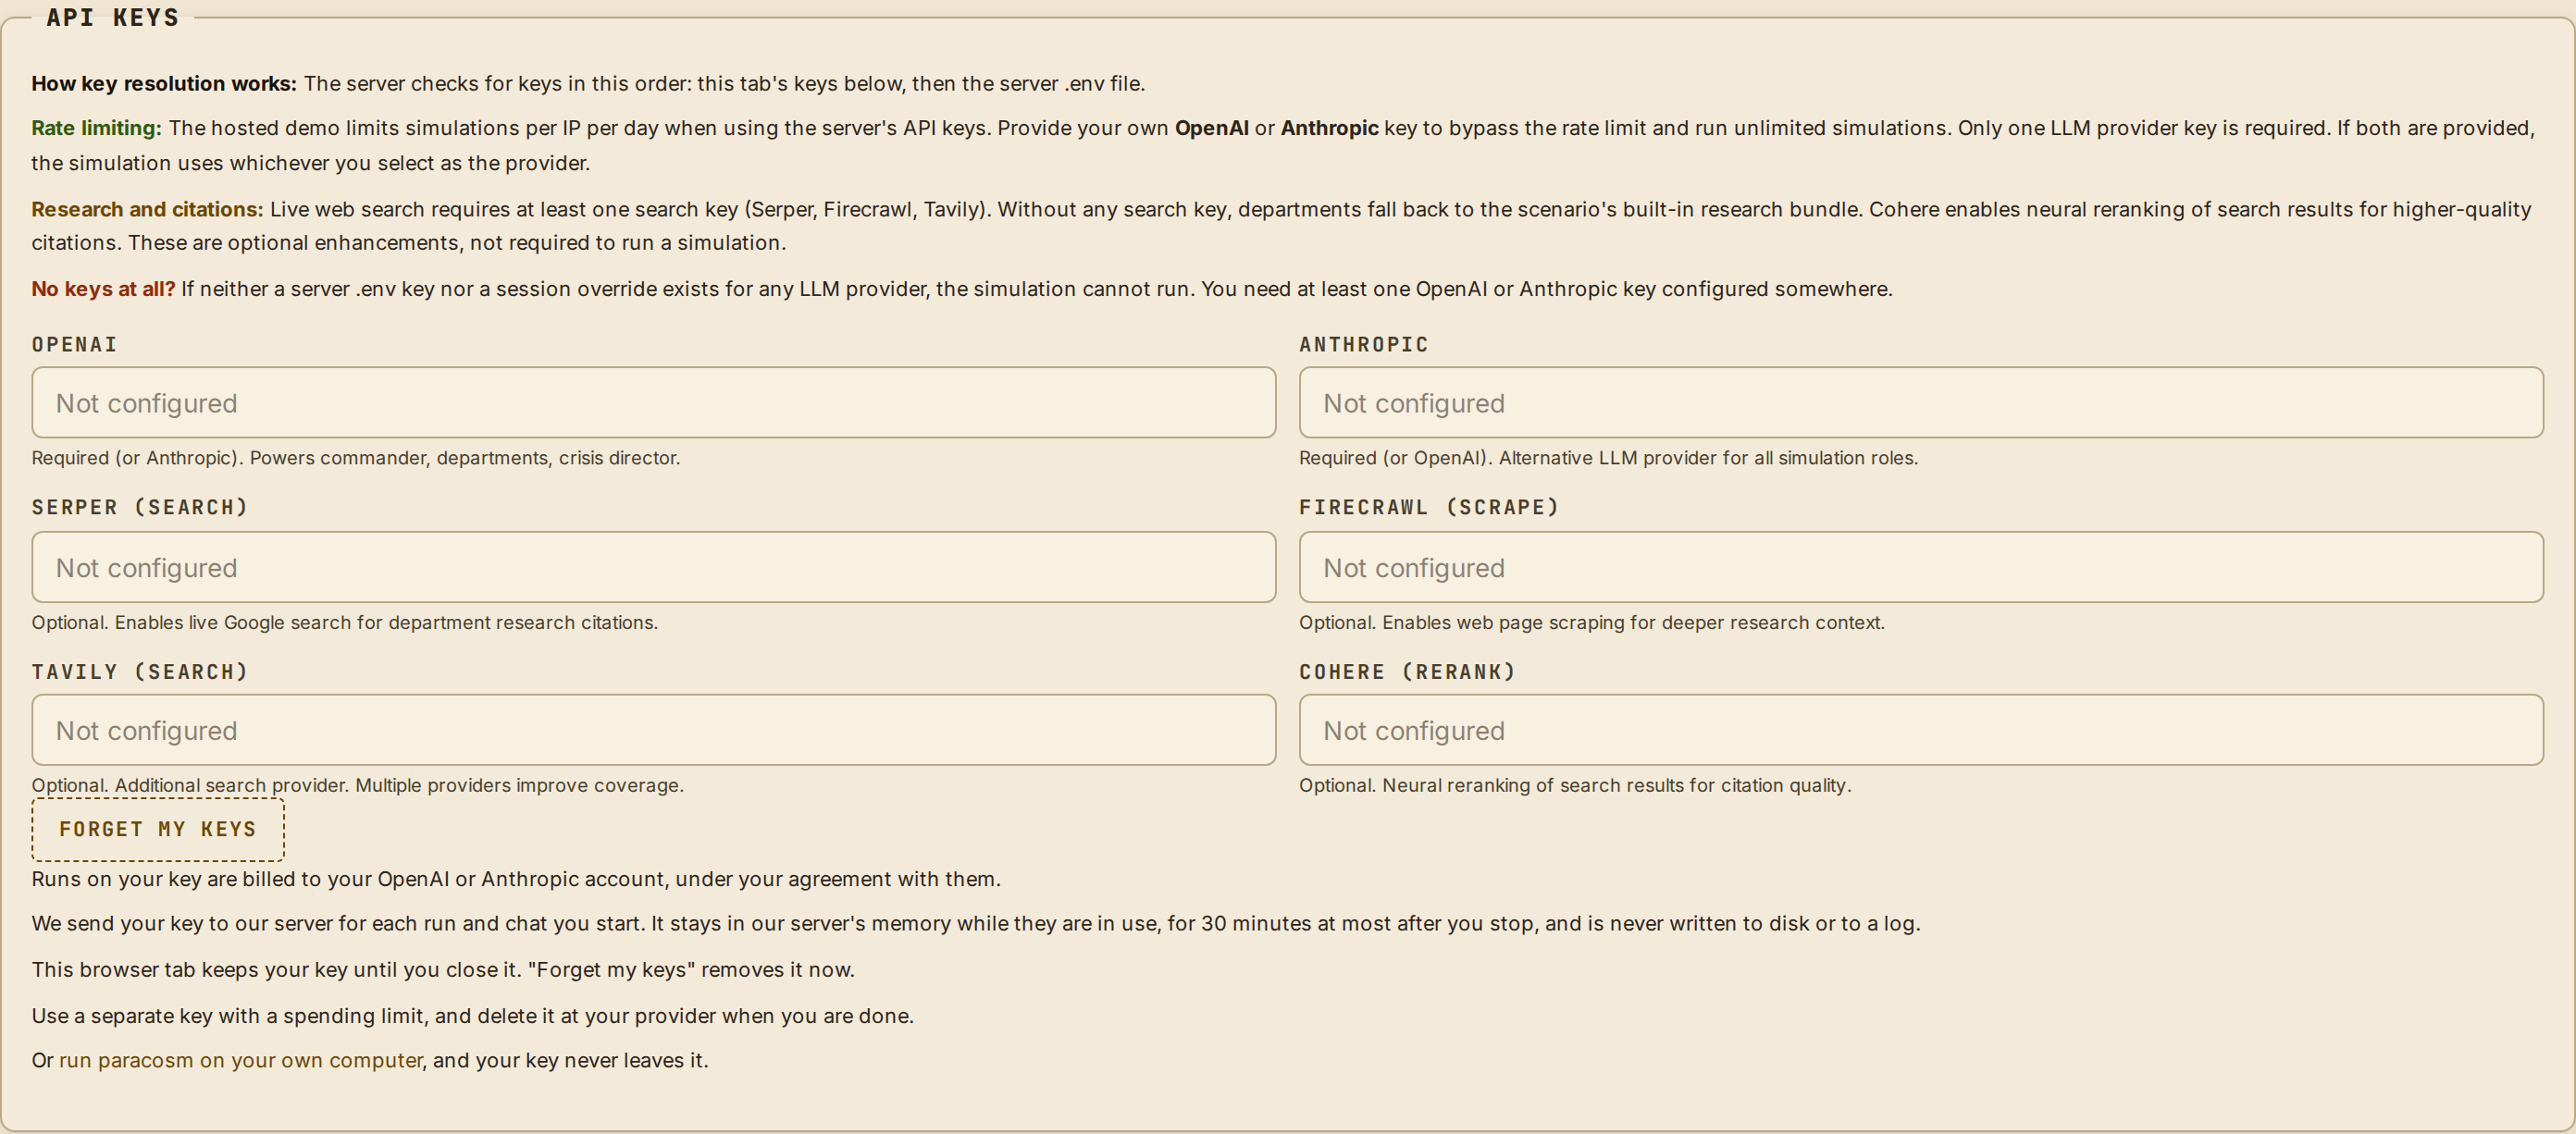 API KEYS
How key resolution works: The server checks for keys in this order: this tab's keys below, then the server .env file.
Rate limiting: The hosted demo limits simulations per IP per day when using the server's API keys. Provide your own OpenAI or Anthropic key to bypass the rate limit and run unlimited simulations. Only one LLM provider key is required. If both are provided,
the simulation uses whichever you select as the provider.
Research and citations: Live web search requires at least one search key (Serper, Firecrawl, Tavily). Without any search key, departments fall back to the scenario's built-in research bundle. Cohere enables neural reranking of search results for higher-quality
citations. These are optional enhancements, not required to run a simulation.
No keys at all? If neither a server .env key nor a session override exists for any LLM provider, the simulation cannot run. You need at least one OpenAI or Anthropic key configured somewhere.
OPENAI
Not configured
Required (or Anthropic). Powers commander, departments, crisis director.
ANTHROPIC
Not configured
Required (or OpenAI). Alternative LLM provider for all simulation roles.
SERPER (SEARCH)
Not configured
Optional. Enables live Google search for department research citations.
FIRECRAWL (SCRAPE)
Not configured
Optional. Enables web page scraping for deeper research context.
TAVILY (SEARCH)
Not configured
Optional. Additional search provider. Multiple providers improve coverage.
COHERE (RERANK)
Not configured
Optional. Neural reranking of search results for citation quality.
FORGET MY KEYS
Runs on your key are billed to your OpenAI or Anthropic account, under your agreement with them.
We send your key to our server for each run and chat you start. It stays in our server's memory while they are in use, for 30 minutes at most after you stop, and is never written to disk or to a log.
This browser tab keeps your key until you close it. "Forget my keys" removes it now.
Use a separate key with a spending limit, and delete it at your provider when you are done.
Or run paracosm on your own computer, and your key never leaves it.